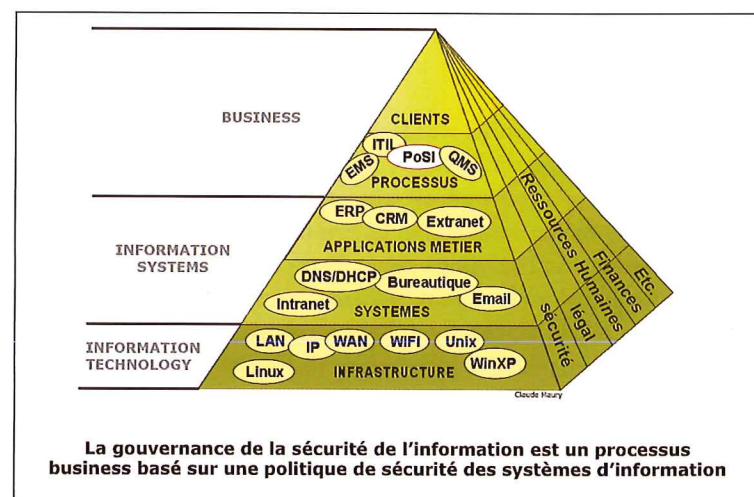 BUSINESS
CLIENTS
ITIL
EMS
PoSI
QMS
PROCESSUS
INFORMATION
SYSTEMS
ERP
CRM
Extranet
APPLICATIONS METIER
DNS/DHCP
Bureautique
Intranet
Email
SYSTEMES
INFORMATION
TECHNOLOGY
LAN
IP
WAN
WIFI
Unix
Linux
WinXP
INFRASTRUCTURE
sécurité
légal
Ressources Humaines
Finances
Etc.
Claude Maury
La gouvernance de la sécurité de l'information est un processus
business basé sur une politique de sécurité des systèmes d'information